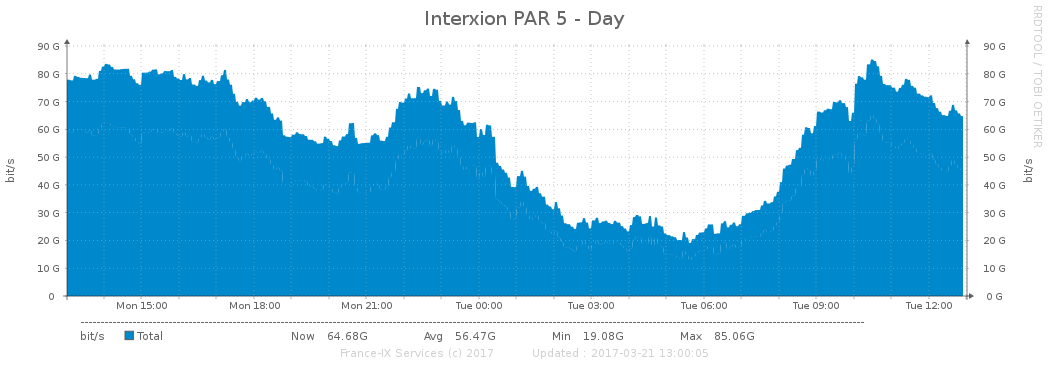 Interxion PAR 5 - Day
RRDTOOL / TOBI OETIKER
bit/s
90 G
80 G
70 G
60 G
50 G
40 G
30 G
20 G
10 G
0
90 G
80 G
70 G
60 G
50 G
40 G
30 G
20 G
10 G
0 G
bit/s
Mon 15:00 Mon 18:00 Mon 21:00 Tue 00:00 Tue 03:00 Tue 06:00 Tue 09:00 Tue 12:00
bit/s Total Now 64.68G Avg 56.47G Min 19.08G Max 85.06G
France-IX Services (c) 2017 Updated : 2017-03-21 13:00:05